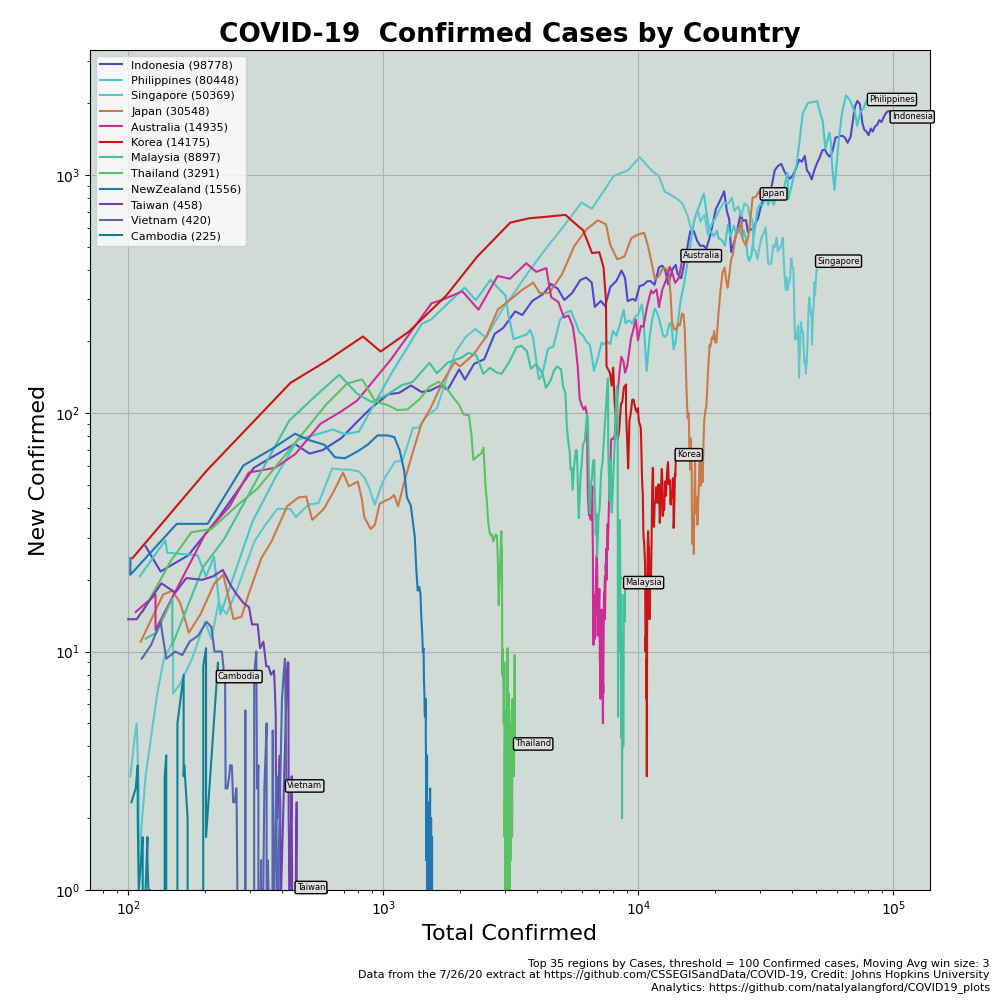 COVID-19  Confirmed Cases by Country
Indonesia (98778)
Philippines (80448)
Singapore (50369)
Japan (30548)
Australia (14935)
Korea (14175)
Malaysia (8897)
Thailand (3291)
NewZealand (1556)
Taiwan (458)
Vietnam (420)
Cambodia (225)
Philippines
Indonesia
Japan
Australia
Singapore
Korea
Malaysia
Cambodia
Thailand
Vietnam
Taiwan
New Confirmed
10³
10²
10¹
10⁰
10² 10³ 10⁴ 10⁵
Total Confirmed
Top 35 regions by Cases, threshold = 100 Confirmed cases, Moving Avg win size: 3
Data from the 7/26/20 extract at https://github.com/CSSEGISandData/COVID-19, Credit: Johns Hopkins University
Analytics: https://github.com/natalyalangford/COVID19_plots